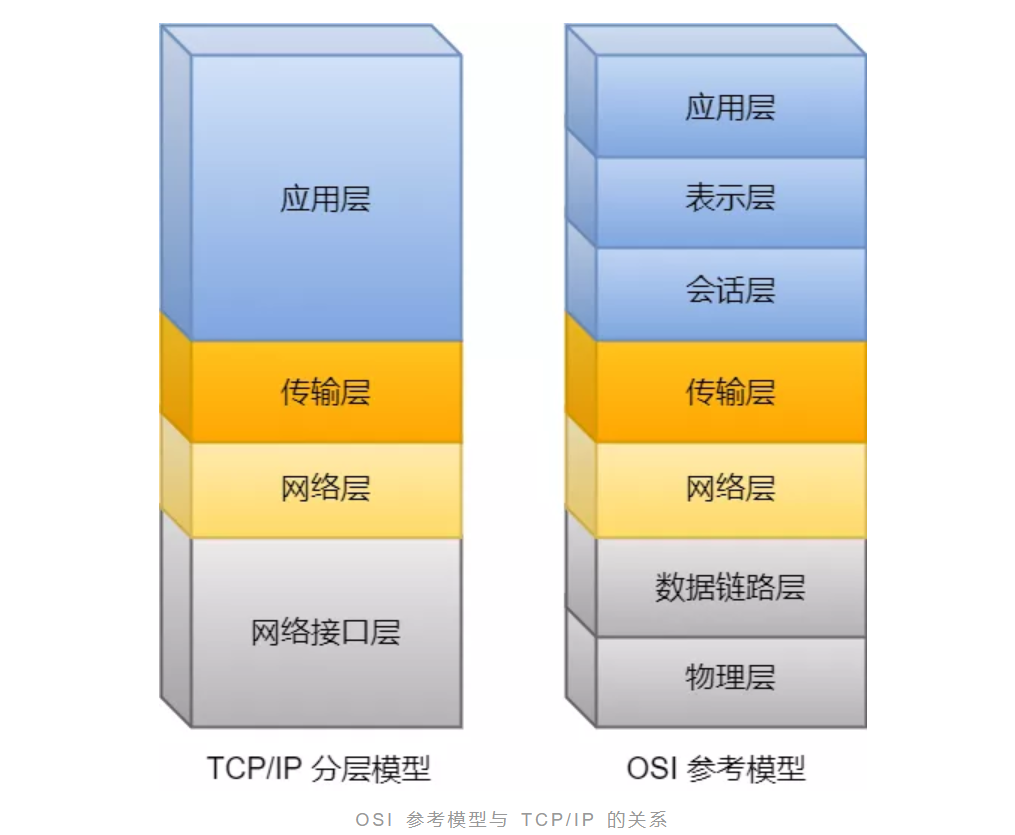 应用层
传输层
网络层
网络接口层
TCP/IP 分层模型
应用层
表示层
会话层
传输层
网络层
数据链路层
物理层
OSI 参考模型
OSI 参考模型与 TCP/IP 的关系